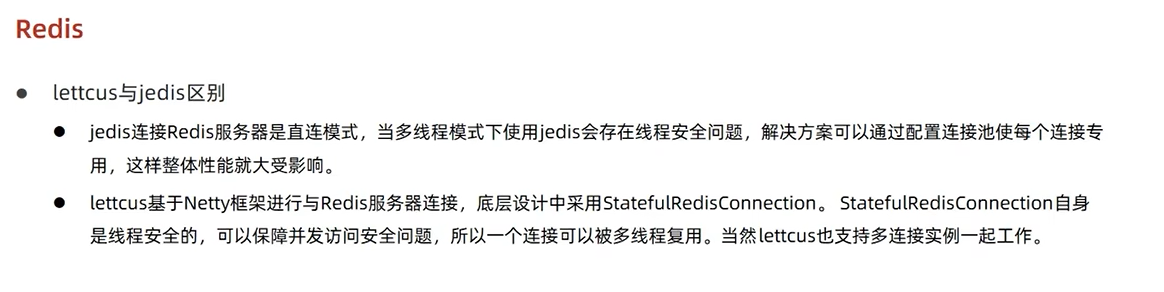 Redis
lettcus与jedis区别
jedis连接Redis服务器是直连模式，当多线程模式下使用jedis会存在线程安全问题，解决方案可以通过配置连接池使每个连接专
用，这样整体性能就大受影响。
lettcus基于Netty框架进行与Redis服务器连接，底层设计中采用StatefulRedisConnection。 StatefulRedisConnection自身
是线程安全的，可以保障并发访问安全问题，所以一个连接可以被多线程复用。当然lettcus也支持多连接实例一起工作。